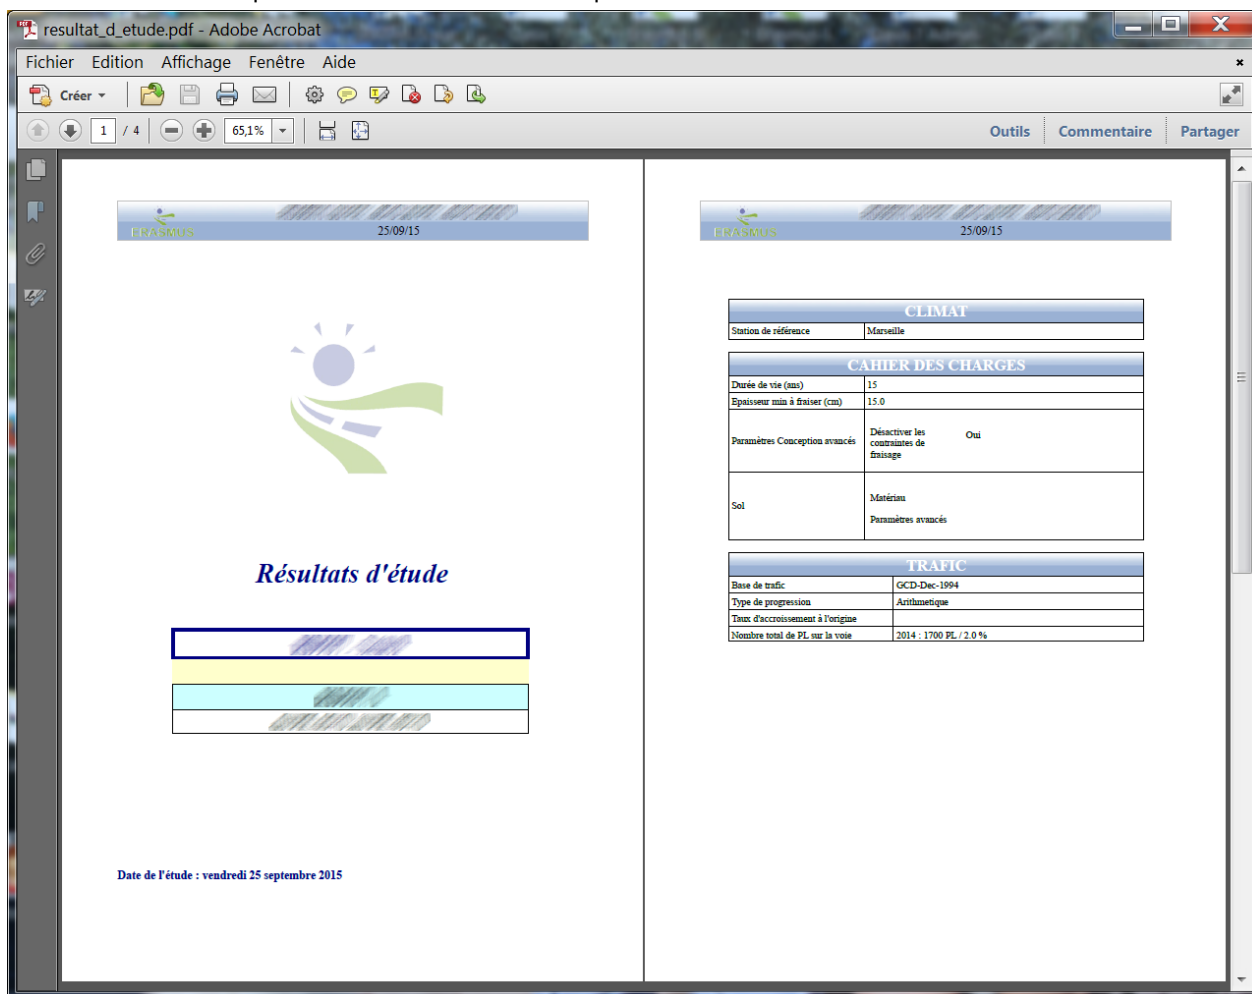 resultat_d_etude.pdf - Adobe Acrobat
Fichier Edition Affichage Fenêtre Aide
Créer
1 / 4 65,1% Outils Commentaire Partager
ERASMUS
25/09/15
Résultats d'étude
Date de l'étude : vendredi 25 septembre 2015
ERASMUS
25/09/15
CLIMAT
Station de référence Marseille
CAHIER DES CHARGES
Durée de vie (ans) 15
Epaisseur min à fraiser (cm) 15.0
Paramètres Conception avancés Désactiver les contraintes de fraisage Oui
Sol Matériau
Paramètres avancés
TRAFIC
Base de trafic GCD-Dec-1994
Type de progression Arithmetique
Taux d'accroissement à l'origine
Nombre total de PL sur la voie 2014 : 1700 PL / 2.0 %